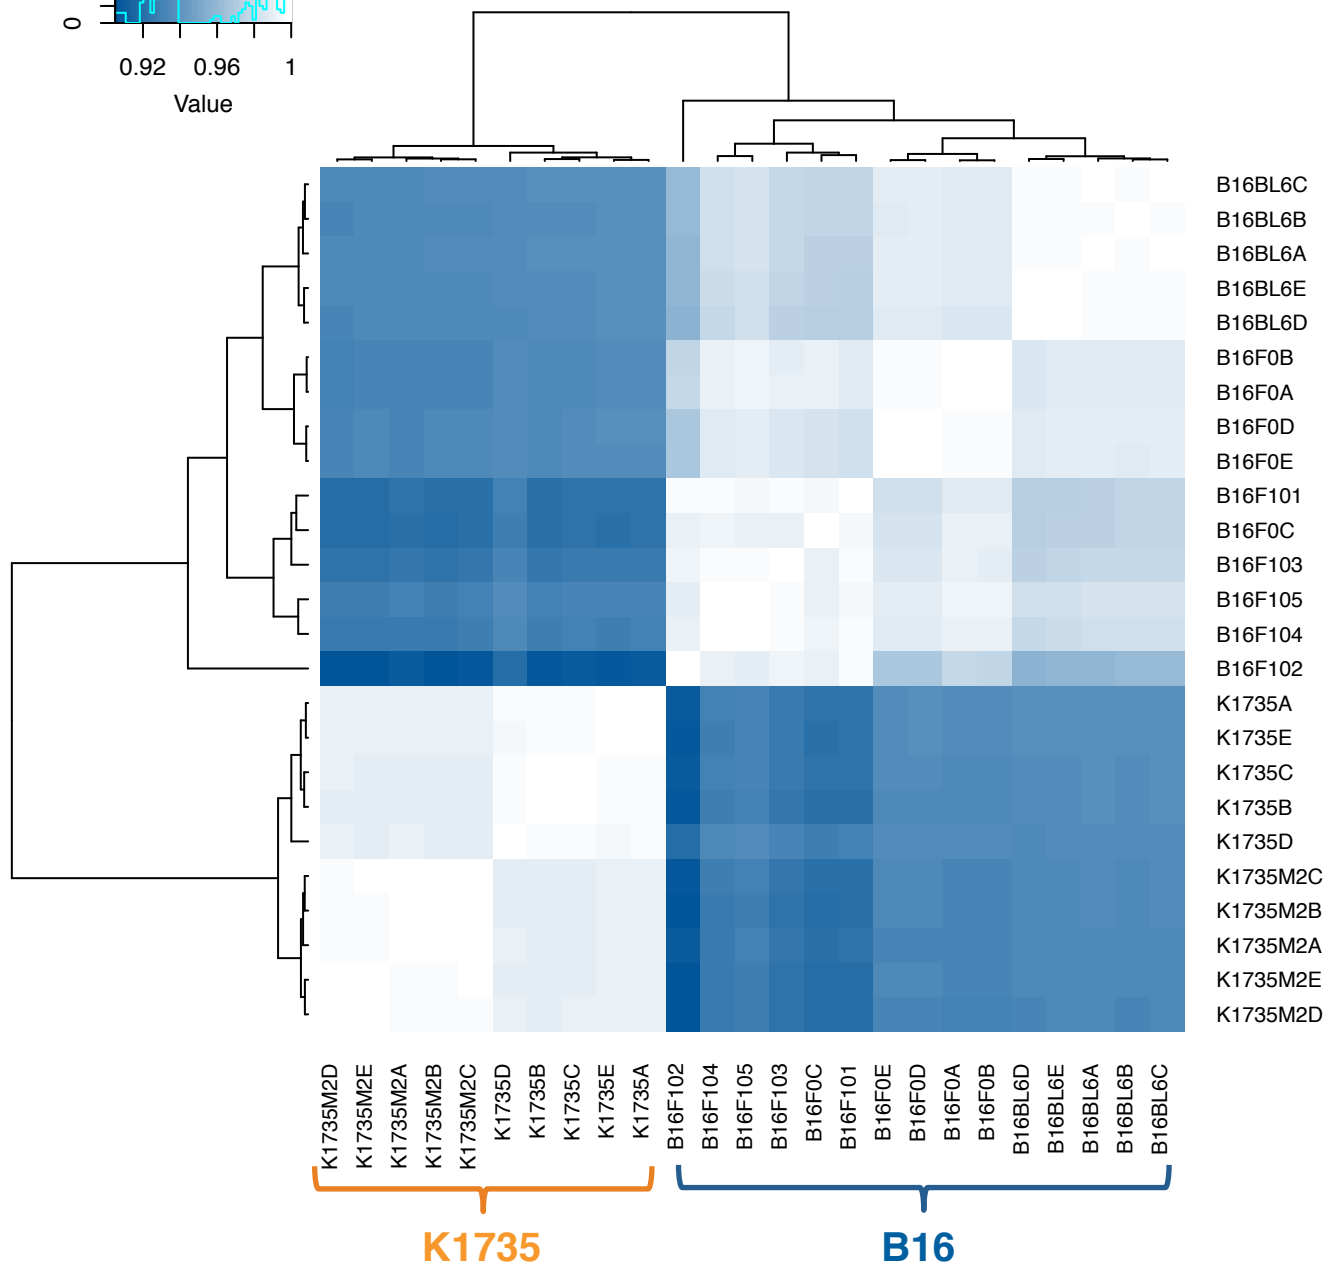 0
0.92 0.96 1
Value
B16BL6C
B16BL6B
B16BL6A
B16BL6E
B16BL6D
B16F0B
B16F0A
B16F0D
B16F0E
B16F101
B16F0C
B16F103
B16F105
B16F104
B16F102
K1735A
K1735E
K1735C
K1735B
K1735D
K1735M2C
K1735M2B
K1735M2A
K1735M2E
K1735M2D
K1735M2D
K1735M2E
K1735M2A
K1735M2B
K1735M2C
K1735D
K1735B
K1735C
K1735E
K1735A
B16F102
B16F104
B16F105
B16F103
B16F0C
B16F101
B16F0E
B16F0D
B16F0A
B16F0B
B16BL6D
B16BL6E
B16BL6A
B16BL6B
B16BL6C
K1735
B16